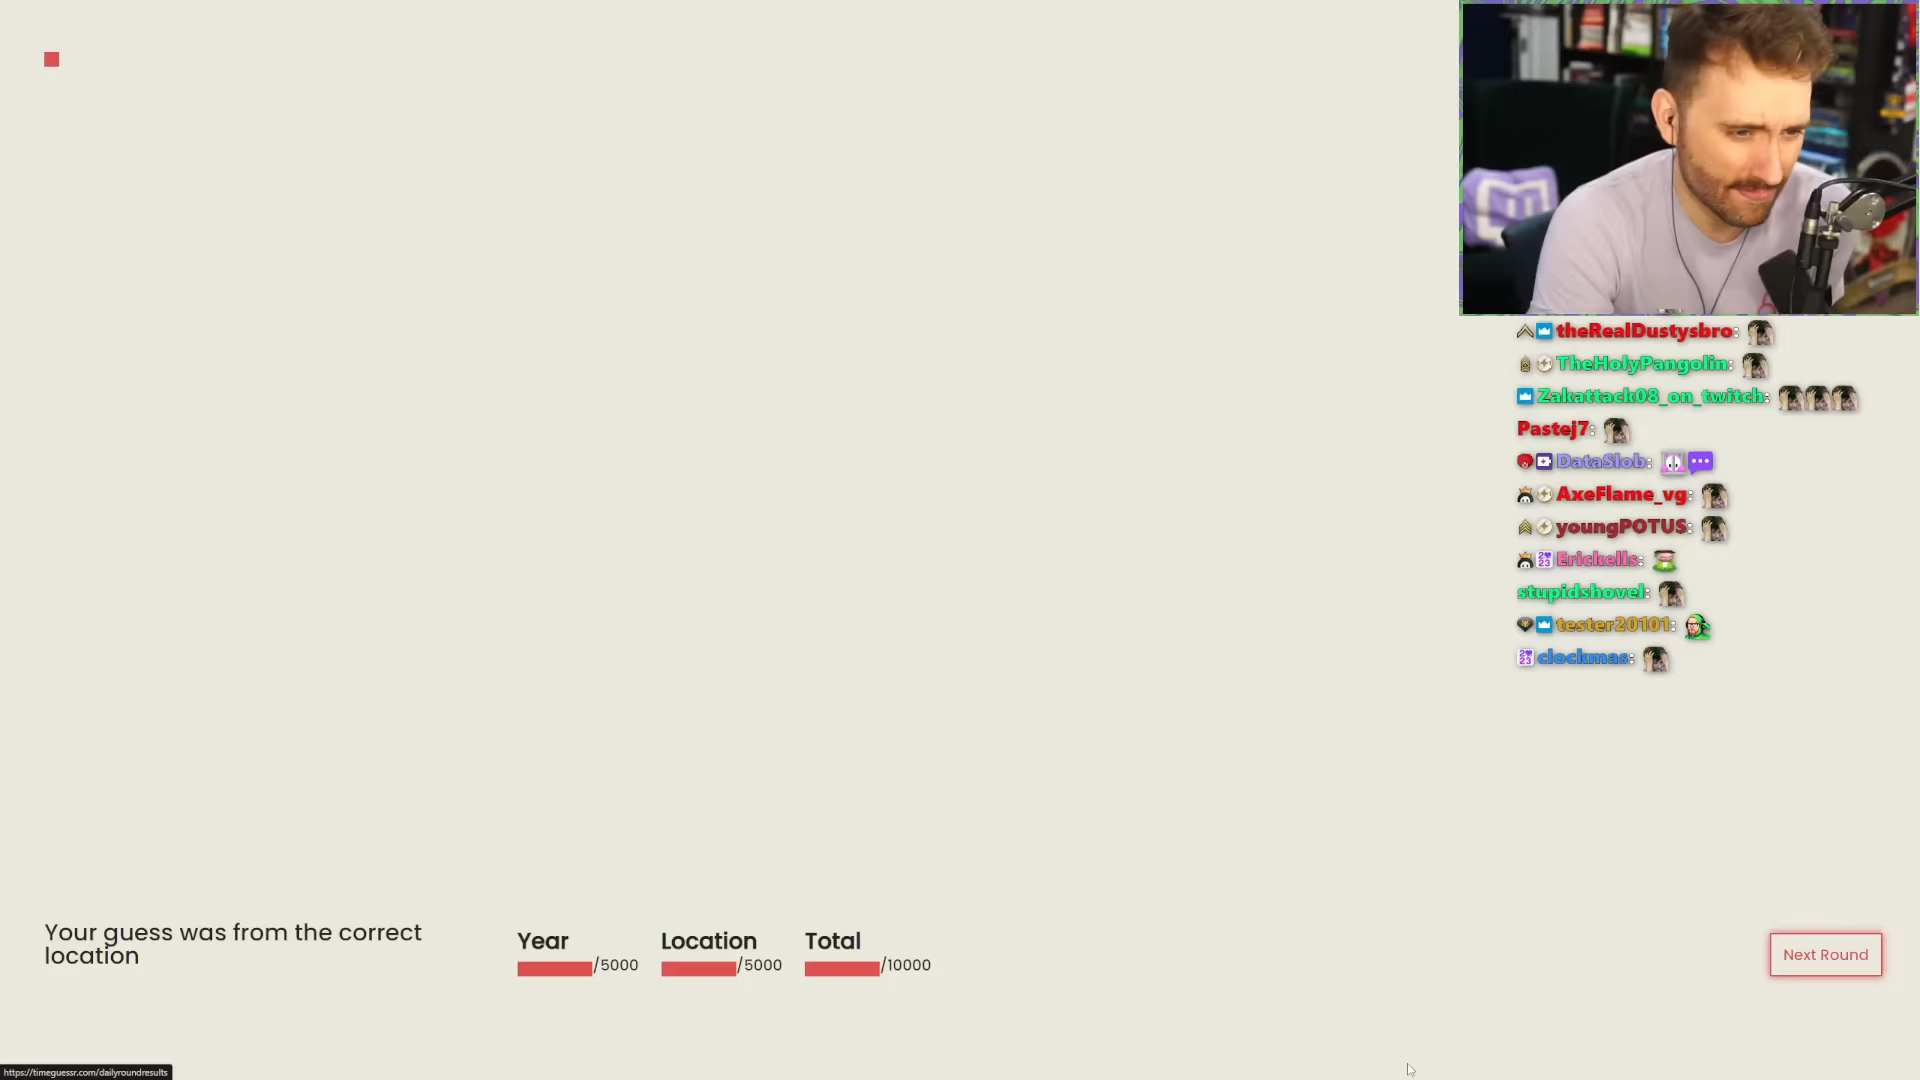 theRealDustysbro:
TheHolyPangolin:
Zakattack08_on_twitch:
Pastej7:
DataSlob:
AxeFlame_vg:
youngPOTUS:
Erickells:
stupidshovel:
tester20101:
clockmas:
Your guess was from the correct
location
Year
/5000
Location
/5000
Total
/10000
Next Round
https://timeguessr.com/dailyroundresults